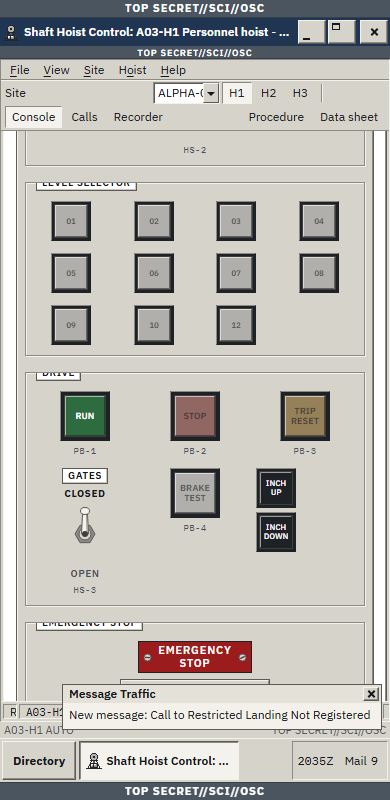 TOP SECRET//SCI//OSC
Shaft Hoist Control: A03-H1 Personnel hoist - ...
TOP SECRET//SCI//OSC
File View Site Hoist Help
Site ALPHA-0 H1 H2 H3
Console Calls Recorder Procedure Data sheet
HS-2
LEVEL SELECTOR
01 02 03 04
05 06 07 08
09 10 12
DRIVE
RUN STOP TRIP RESET
PB-1 PB-2 PB-3
GATES
CLOSED
BRAKE TEST
INCH UP
PB-4
INCH DOWN
OPEN
HS-3
EMERGENCY STOP
EMERGENCY STOP
Message Traffic
New message: Call to Restricted Landing Not Registered
R A03-H1
A03-H1 AUTO TOP SECRET//SCI//OSC
Directory Shaft Hoist Control: ... 2035Z Mail 9
TOP SECRET//SCI//OSC